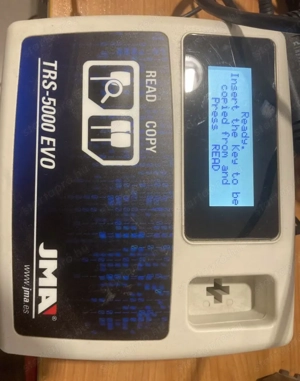 Ready,
Insert the Key to be
copied from and
Press READ
READ COPY
TRS-5000 EVO
JMA
www.jma.es